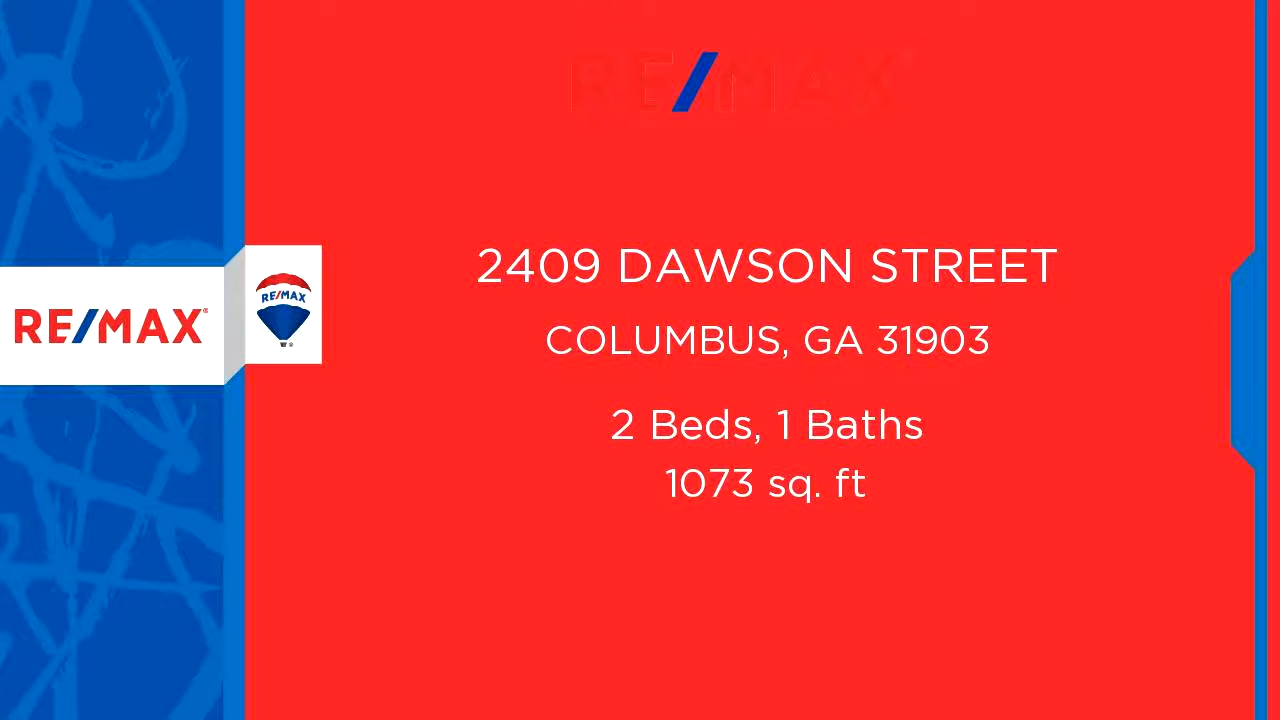 RE/MAX
2409 DAWSON STREET
COLUMBUS, GA 31903
2 Beds, 1 Baths
1073 sq. ft
RE/MAX®
RE/MAX